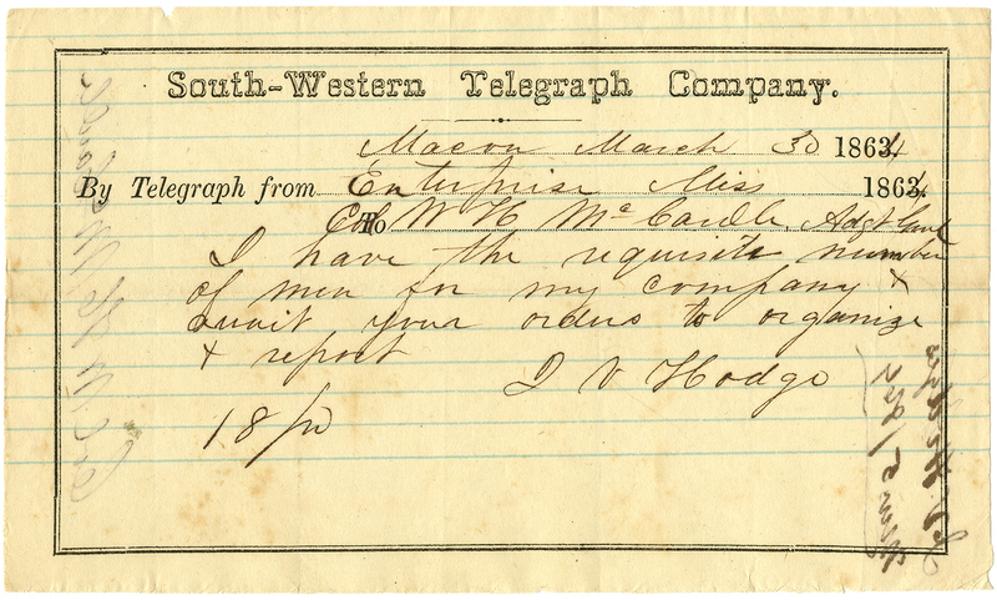 South-Western Telegraph Company.
Macon March 30 1864
By Telegraph from Enterprise Miss 1864
Col To W H McCardle, Adgt Genl
I have the requisite number
of men for my company &
await your orders to organize
& report
J V Hodge
18 pd